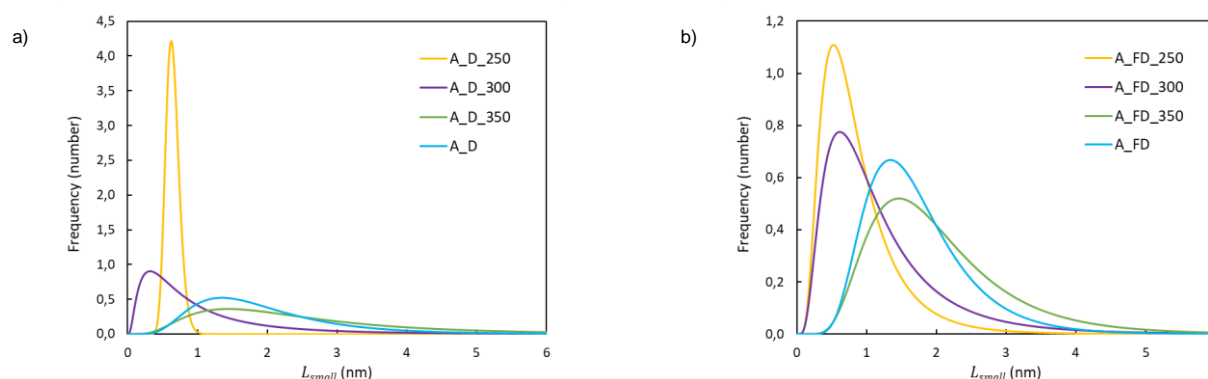 a)
4,5
4,0
3,5
3,0
2,5
2,0
1,5
1,0
0,5
0,0
Frequency (number)
A_D_250
A_D_300
A_D_350
A_D
0 1 2 3 4 5 6
L_small (nm)
b)
1,2
1,0
0,8
0,6
0,4
0,2
0,0
Frequency (number)
A_FD_250
A_FD_300
A_FD_350
A_FD
0 1 2 3 4 5
L_small (nm)